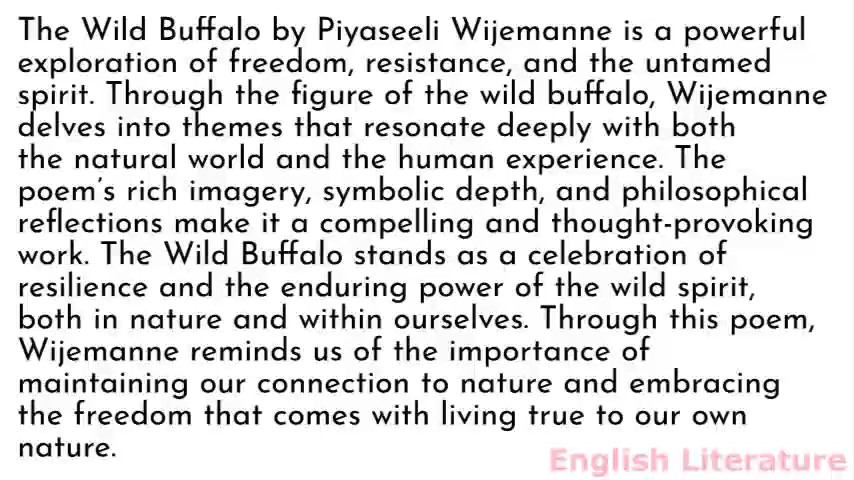 The Wild Buffalo by Piyaseeli Wijemanne is a powerful
exploration of freedom, resistance, and the untamed
spirit. Through the figure of the wild buffalo, Wijemanne
delves into themes that resonate deeply with both
the natural world and the human experience. The
poem's rich imagery, symbolic depth, and philosophical
reflections make it a compelling and thought-provoking
work. The Wild Buffalo stands as a celebration of
resilience and the enduring power of the wild spirit,
both in nature and within ourselves. Through this poem,
Wijemanne reminds us of the importance of
maintaining our connection to nature and embracing
the freedom that comes with living true to our own
nature.
English Literature